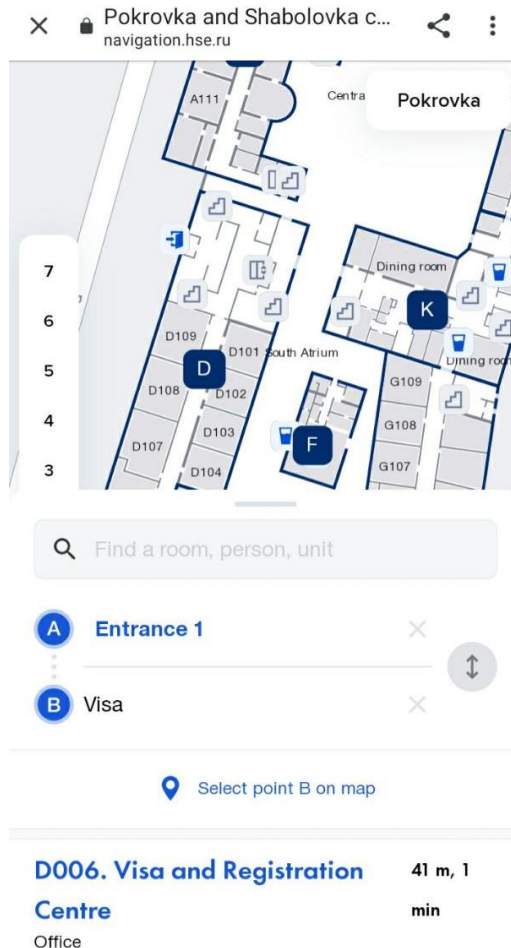 Pokrovka and Shabolovka c...
navigation.hse.ru
A111
Centra
Pokrovka
7
6
5
4
3
Dining room
K
D109
D101
South Atrium
Dining room
D
D108
D102
G109
D107
D103
F
G108
D104
G107
Find a room, person, unit
A
Entrance 1
B
Visa
Select point B on map
D006. Visa and Registration
Centre
41 m, 1
min
Office